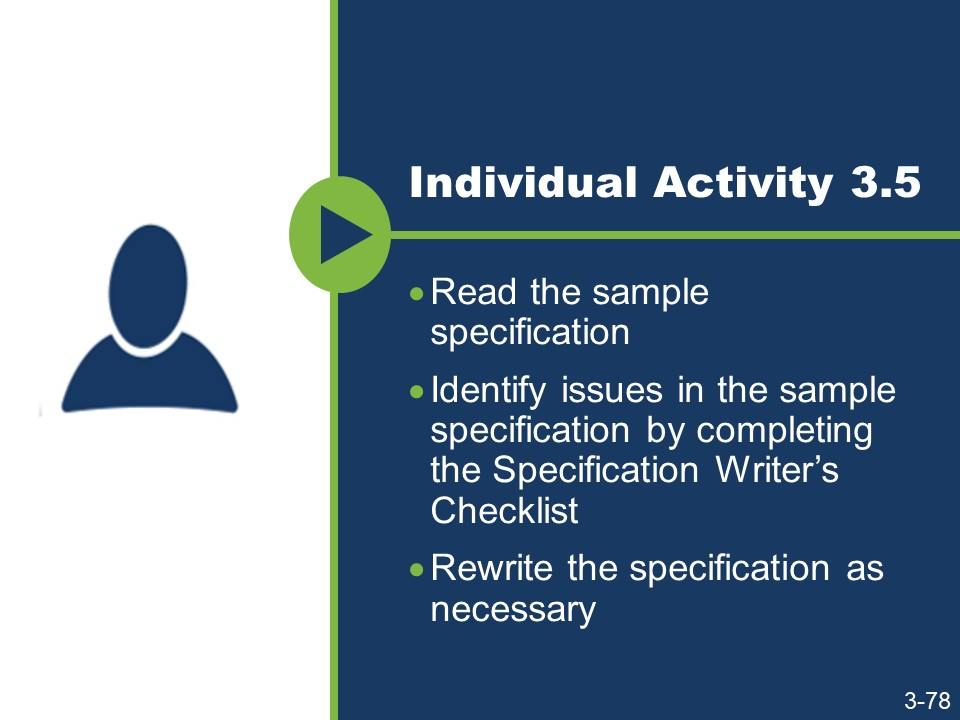 Individual Activity 3.5
• Read the sample
specification
• Identify issues in the sample
specification by completing
the Specification Writer’s
Checklist
• Rewrite the specification as
necessary
3-78